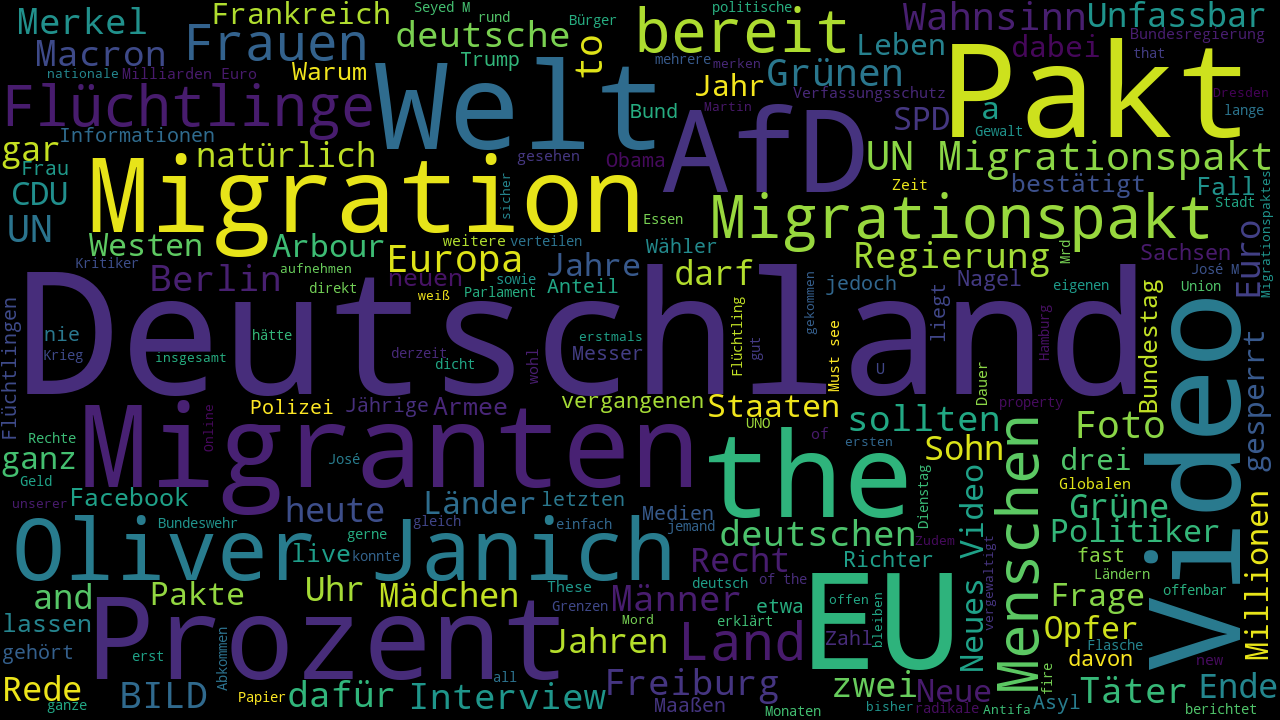 Merkel Frankreich Seyed M rund Bürger politische Wahnsinn Unfassbar
Macron Frauen deutsche to bereit Leben dabei Bundesregierung
nationale Milliarden Euro Warum Trump mehrere merken Grünen that
Flüchtlinge Welt Jahr Verfassungsschutz Pakt Dresden
Informationen Bund Martin AfD SPD a Gewalt lange
gar natürlich gesehen Obama UN Migrationspakt
Frau Migration sicher Zeit bestätigt Fall
CDU Essen Migrationspakt Stadt Migrationspaktes
UN Westen Arbour weitere verteilen Wähler Regierung Mrd Sachsen Euro
Kritiker Berlin aufnehmen Europa neuen sowie Jahre darf jedoch Nagel José M
direkt weiß Parlament Anteil gekommen liegt eigenen Union
Flüchtlingen nie Deutschland hätte erstmals Flüchtling gut Must see Hamburg Bundestag Video
Krieg insgesamt derzeit dicht wohl Messer U Dauer gesperrt
Migranten Polizei Jährige Armee vergangenen Staaten property
Rechte Online UNO the of sollten Foto
ganz José ersten Sohn Menschen drei
Geld Globalen
unserer Facebook heute Länder letzten Medien Dienstag Neues Video Grüne Millionen
Bundeswehr gerne gleich einfach jemand deutschen Zudem Politiker
Oliver Janich live konnte Recht Richter vergewaltigt fast
These deutsch of the EU Ländern offenbar
and Pakte Uhr Mädchen Grenzen Männer etwa offen bleiben Frage
lassen Prozent Mord erklärt Zahl Opfer
gehört erst Abkommen Jahren Land davon Flasche new
all fire
Rede BILD Papier dafür Interview Freiburg zwei Neue Asyl Täter Ende
ganze Maaßen Monaten bisher radikale Antifa berichtet